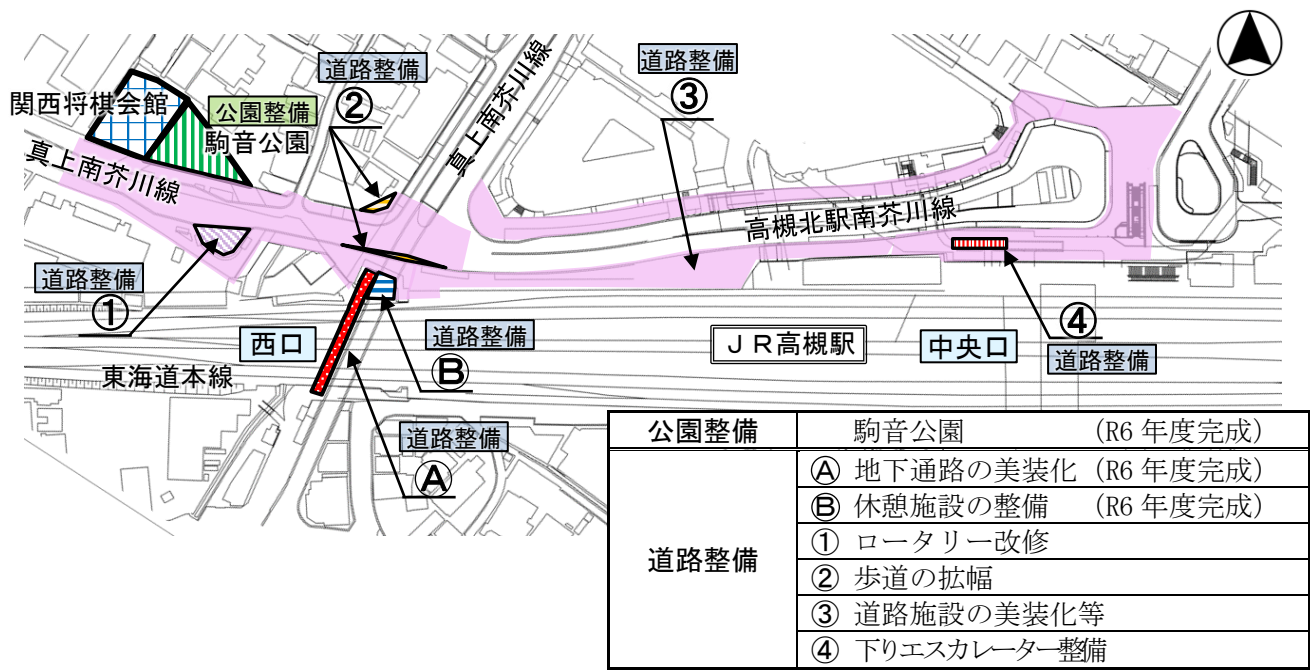 道路整備
②
真上南芥川線
道路整備
③
関西将棋会館
公園整備
駒音公園
真上南芥川線
高槻北駅南芥川線
道路整備
①
西口
道路整備
Ⓑ
JR高槻駅
中央口
④
道路整備
東海道本線
道路整備
Ⓐ
公園整備 駒音公園 (R6 年度完成)
道路整備
Ⓐ 地下通路の美装化 (R6 年度完成)
Ⓑ 休憩施設の整備 (R6 年度完成)
① ロータリー改修
② 歩道の拡幅
③ 道路施設の美装化等
④ 下りエスカレーター整備